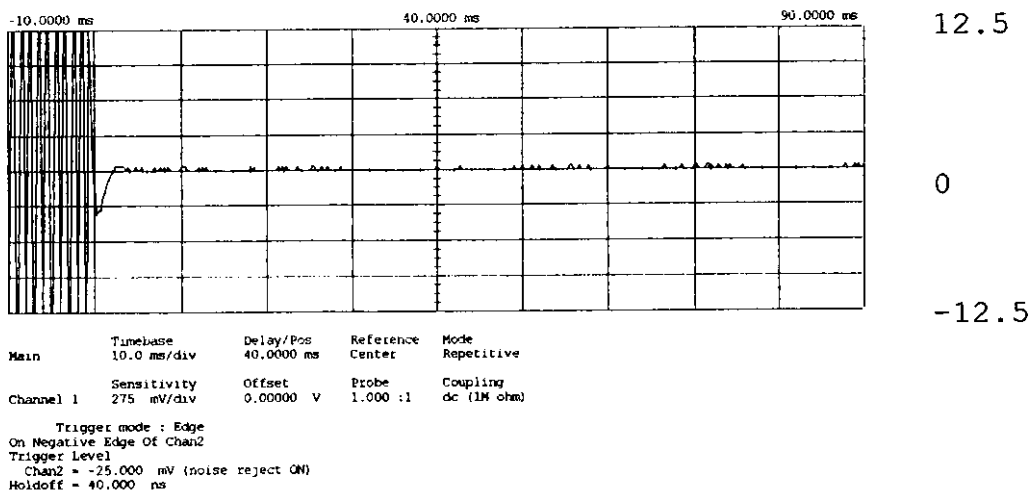 -10.0000 ms 40.0000 ms 90.0000 ms
12.5
0
-12.5
Timebase Delay/Pos Reference Mode
Main 10.0 ms/div 40.0000 ms Center Repetitive
Sensitivity Offset Probe Coupling
Channel 1 275 mV/div 0.00000 V 1.000 :1 dc (1M ohm)
Trigger mode : Edge
On Negative Edge Of Chan2
Trigger Level
Chan2 = -25.000 mV (noise reject ON)
Holdoff = 40.000 ns